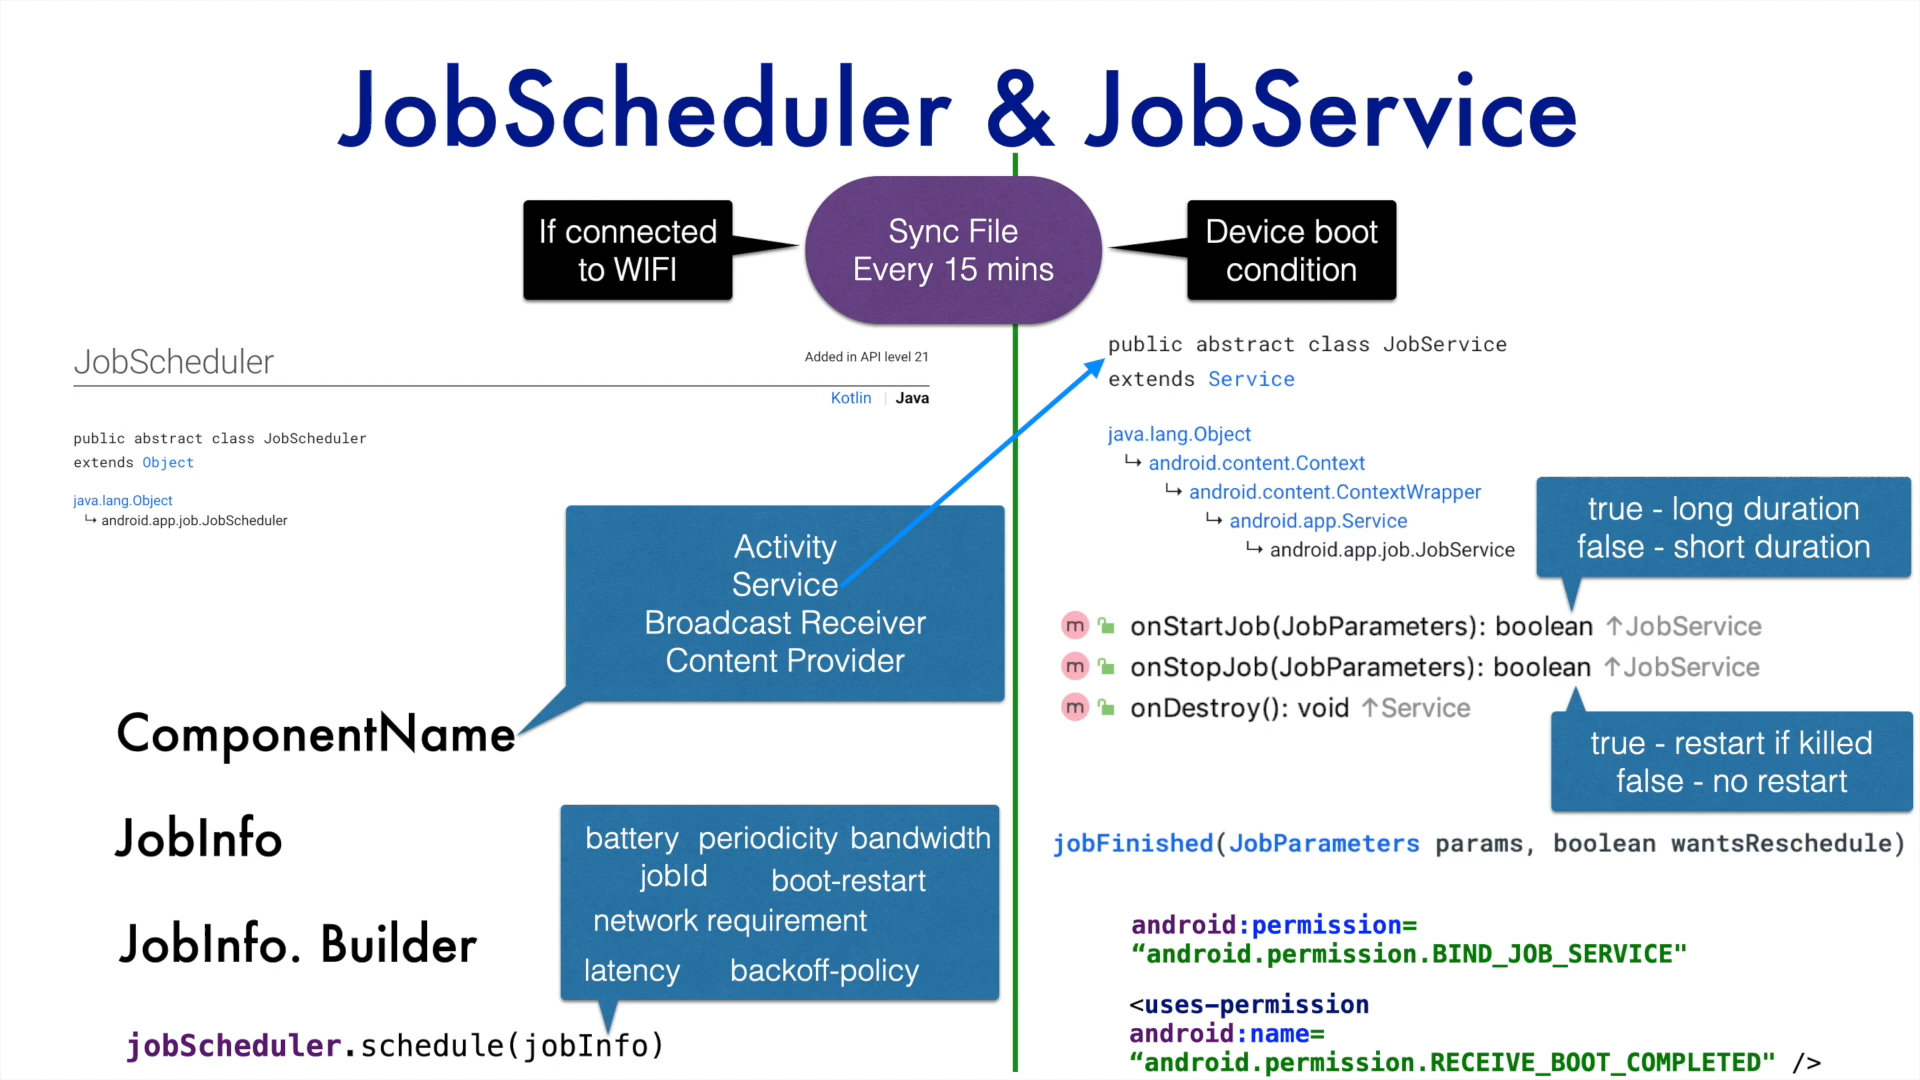 JobScheduler & JobService
If connected
to WIFI
Sync File
Every 15 mins
Device boot
condition
JobScheduler
Added in API level 21
Kotlin | Java
public abstract class JobScheduler
extends Object
java.lang.Object
↳ android.app.job.JobScheduler
Activity
Service
Broadcast Receiver
Content Provider
ComponentName
JobInfo
JobInfo. Builder
battery periodicity bandwidth
jobId boot-restart
network requirement
latency backoff-policy
jobScheduler.schedule(jobInfo)
public abstract class JobService
extends Service
java.lang.Object
↳ android.content.Context
↳ android.content.ContextWrapper
↳ android.app.Service
↳ android.app.job.JobService
true - long duration
false - short duration
m onStartJob(JobParameters): boolean ↑JobService
m onStopJob(JobParameters): boolean ↑JobService
m onDestroy(): void ↑Service
true - restart if killed
false - no restart
jobFinished(JobParameters params, boolean wantsReschedule)
android:permission=
“android.permission.BIND_JOB_SERVICE"
<uses-permission
android:name=
“android.permission.RECEIVE_BOOT_COMPLETED" />